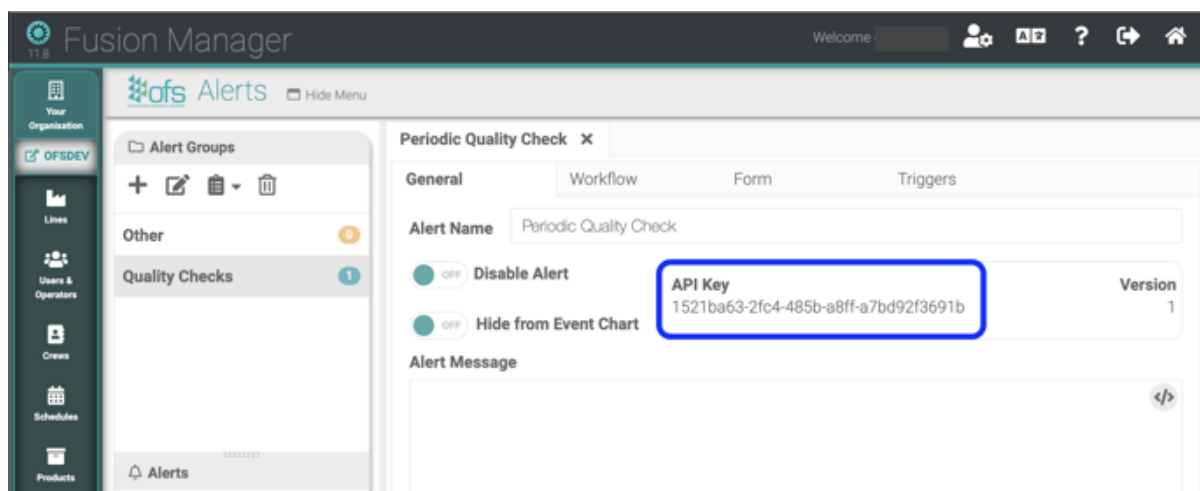 Fusion Manager
11.8
Welcome
Your
Organisation
OFSDEV
Lines
Users &
Operators
Crews
Schedules
Products
ofs Alerts
Hide Menu
Alert Groups
Other 0
Quality Checks 1
Alerts
Periodic Quality Check
General Workflow Form Triggers
Alert Name Periodic Quality Check
OFF Disable Alert
OFF Hide from Event Chart
API Key
1521ba63-2fc4-485b-a8ff-a7bd92f3691b
Version
1
Alert Message